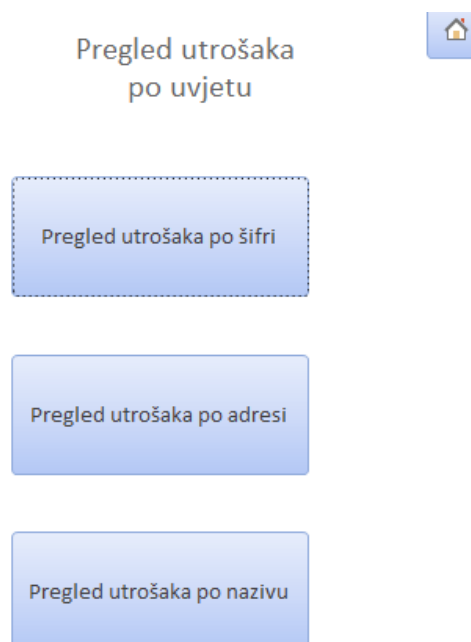 Pregled utrošaka
po uvjetu
Pregled utrošaka po šifri
Pregled utrošaka po adresi
Pregled utrošaka po nazivu